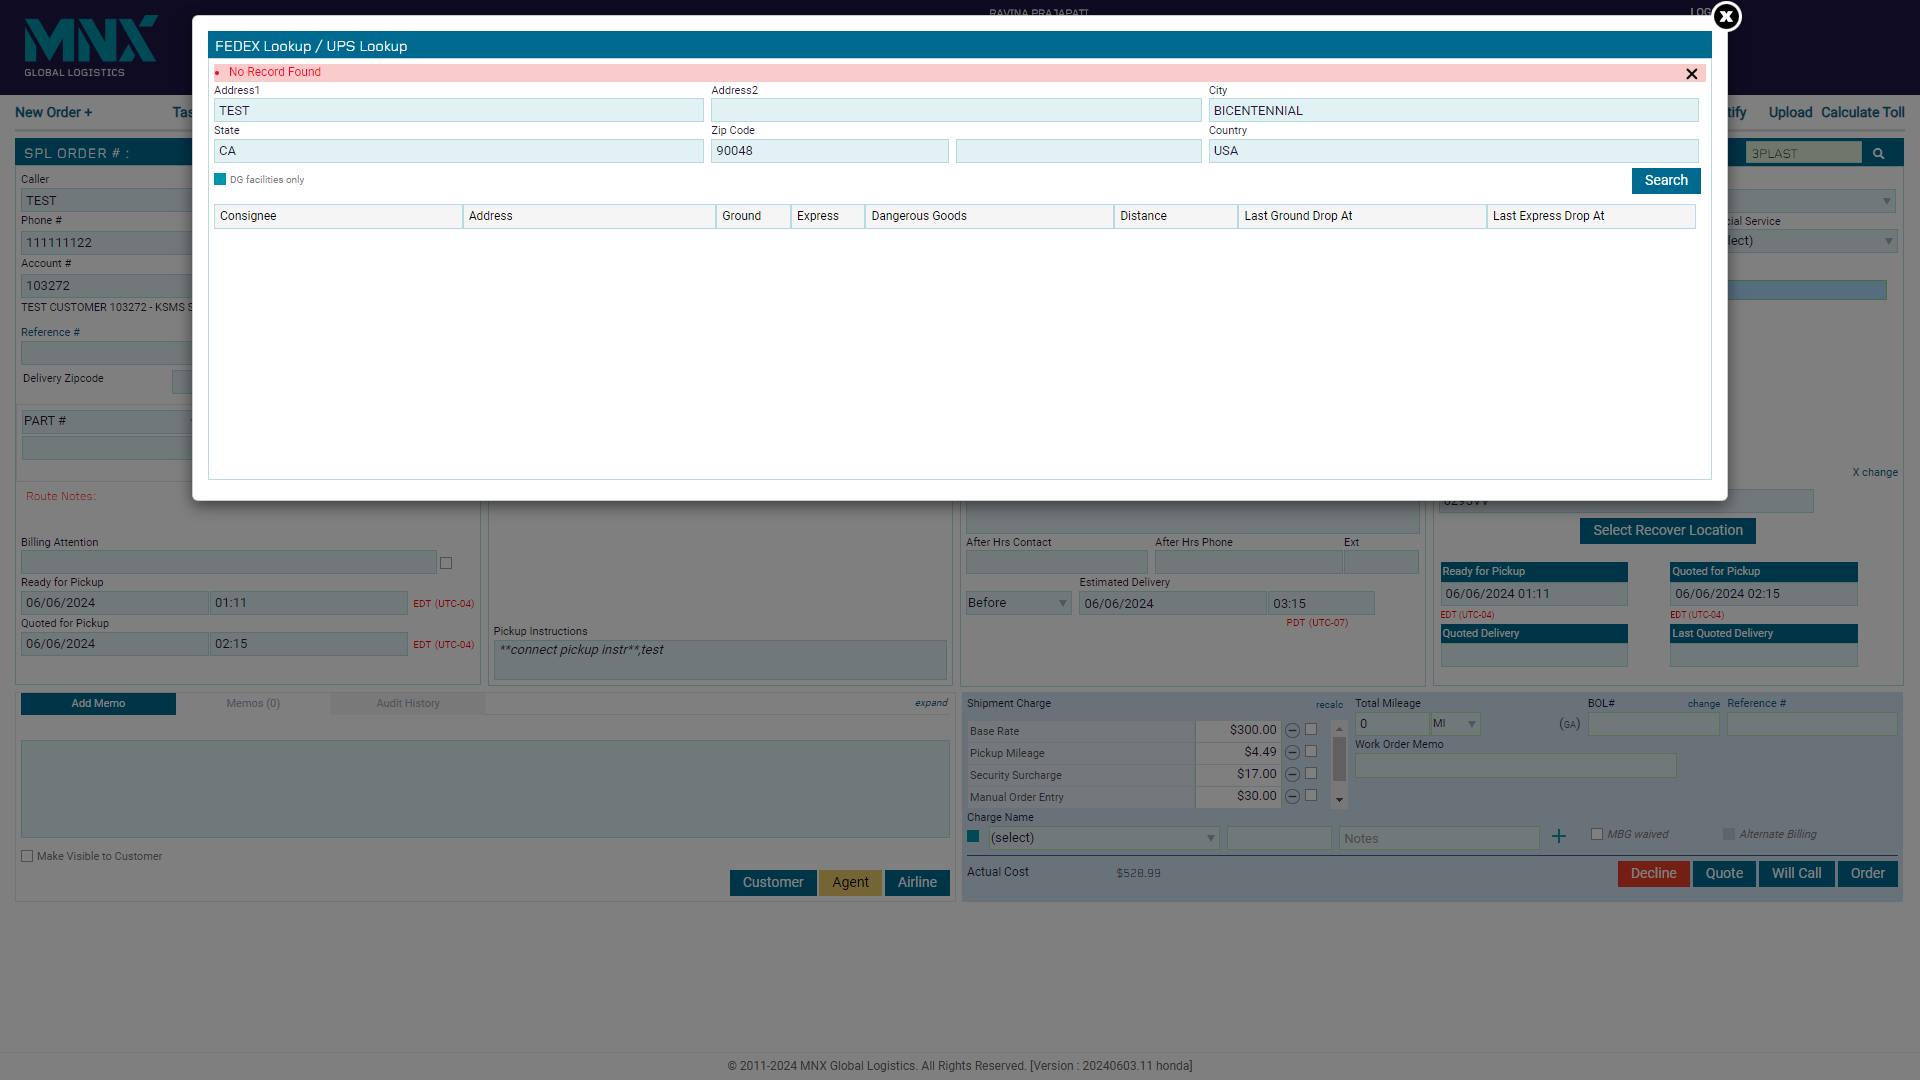 MNX
GLOBAL LOGISTICS
RAVINA PRAJAPATI
LOG
X
FEDEX Lookup / UPS Lookup
No Record Found
Address1
Address2
City
TEST
BICENTENNIAL
State
Zip Code
Country
CA
90048
USA
DG facilities only
Search
Consignee
Address
Ground
Express
Dangerous Goods
Distance
Last Ground Drop At
Last Express Drop At
New Order +
Tas
tify
Upload
Calculate Toll
SPL ORDER # :
3PLAST
Caller
TEST
Phone #
cial Service
111111122
lect)
Account #
103272
TEST CUSTOMER 103272 - KSMS S
Reference #
Delivery Zipcode
PART #
X change
Route Notes:
Select Recover Location
Billing Attention
After Hrs Contact
After Hrs Phone
Ext
Ready for Pickup
06/06/2024
01:11
EDT (UTC-04)
Quoted for Pickup
06/06/2024
02:15
EDT (UTC-04)
Pickup Instructions
**connect pickup instr**,test
Estimated Delivery
Before
06/06/2024
03:15
PDT (UTC-07)
Ready for Pickup
Quoted for Pickup
06/06/2024 01:11
06/06/2024 02:15
EDT (UTC-04)
EDT (UTC-04)
Quoted Delivery
Last Quoted Delivery
Add Memo
Memos (0)
Audit History
expand
Make Visible to Customer
Customer
Agent
Airline
Shipment Charge
recalc
Base Rate
$300.00
Pickup Mileage
$4.49
Security Surcharge
$17.00
Manual Order Entry
$30.00
Charge Name
(select)
Notes
Total Mileage
0
MI
(GA)
BOL#
change
Reference #
Work Order Memo
MBG waived
Alternate Billing
Actual Cost
$528.99
Decline
Quote
Will Call
Order
© 2011-2024 MNX Global Logistics. All Rights Reserved. [Version : 20240603.11 honda]